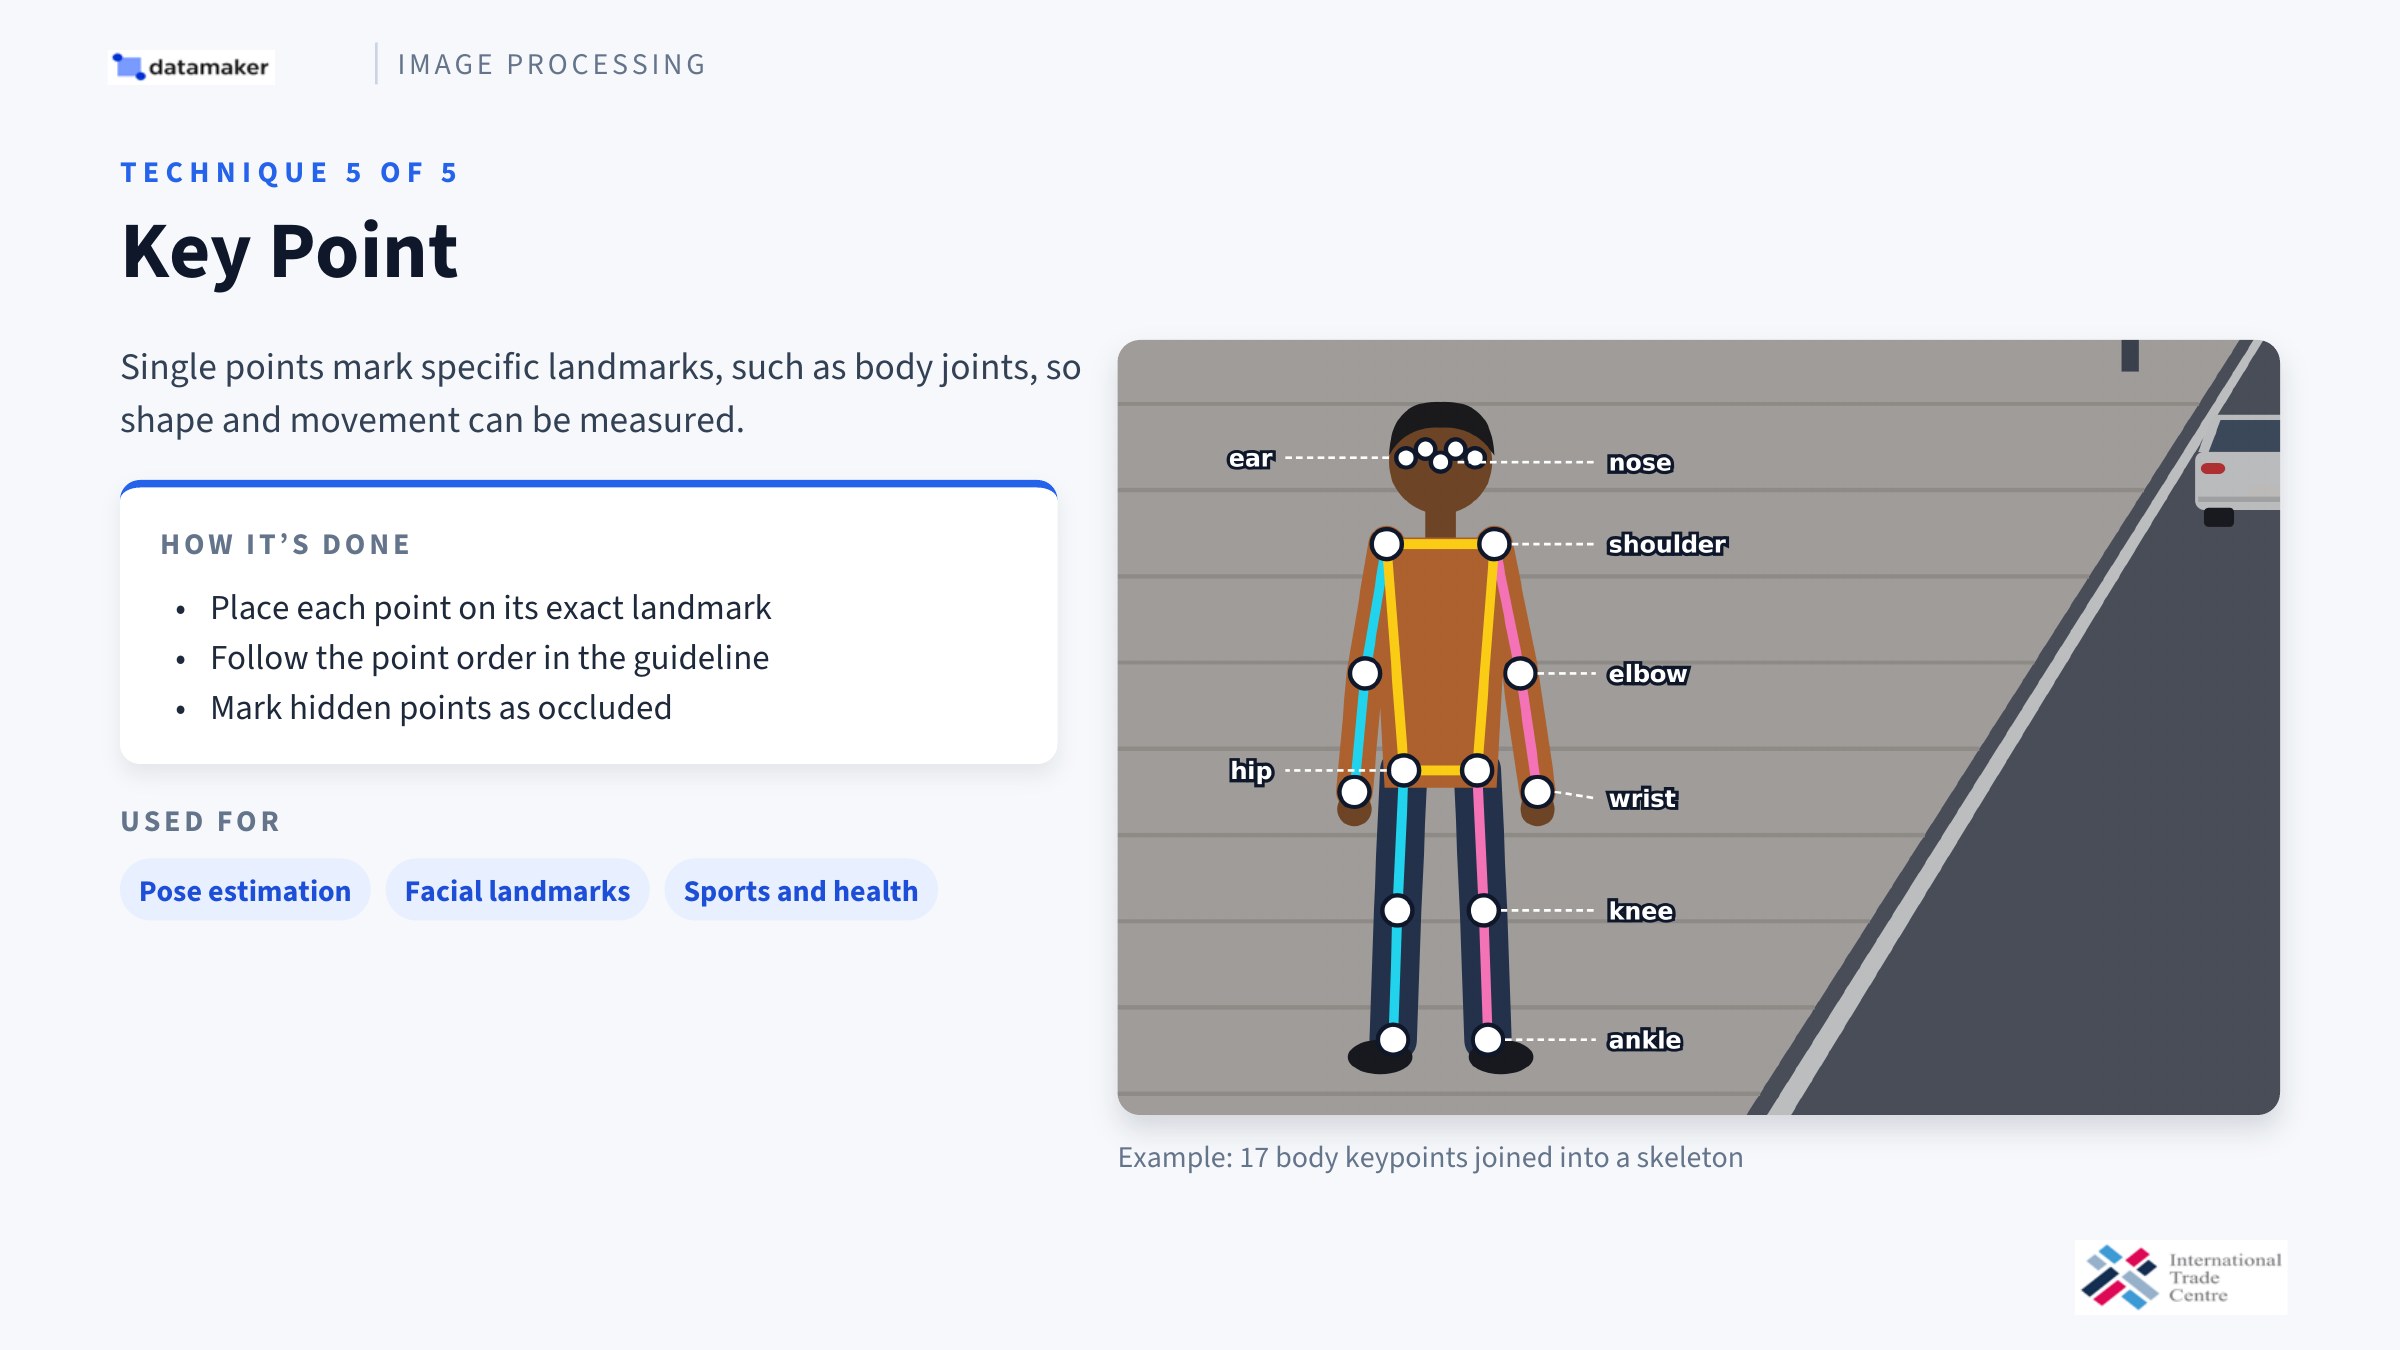 datamaker
IMAGE PROCESSING
TECHNIQUE 5 OF 5
Key Point
Single points mark specific landmarks, such as body joints, so
shape and movement can be measured.
HOW IT’S DONE
• Place each point on its exact landmark
• Follow the point order in the guideline
• Mark hidden points as occluded
USED FOR
Pose estimation
Facial landmarks
Sports and health
ear
nose
shoulder
elbow
hip
wrist
knee
ankle
Example: 17 body keypoints joined into a skeleton
International
Trade
Centre